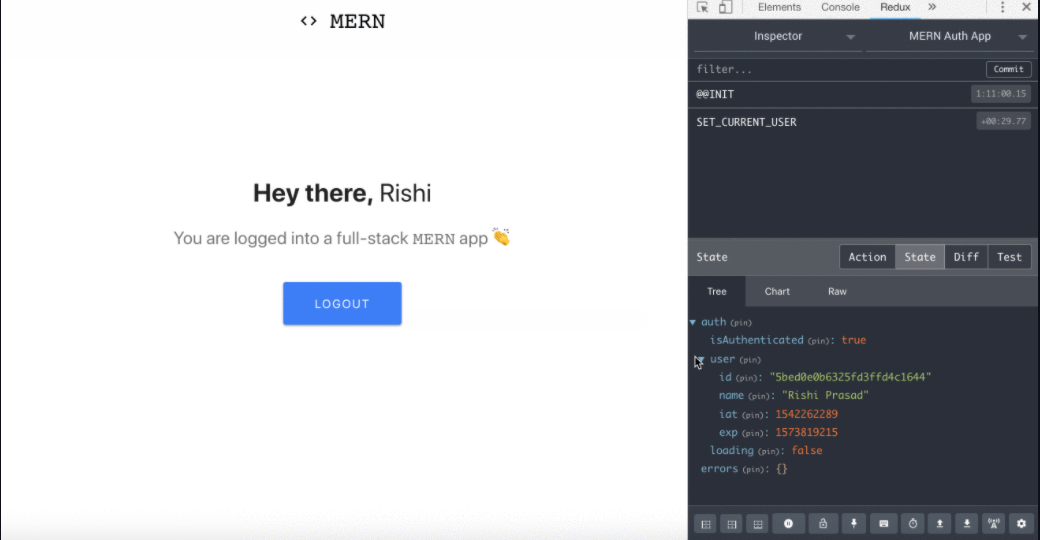 <> MERN
Hey there, Rishi
You are logged into a full-stack MERN app 👏
LOGOUT
Elements Console Redux »
Inspector MERN Auth App
filter... Commit
@@INIT 1:11:00.15
SET_CURRENT_USER +00:29.77
State Action State Diff Test
Tree Chart Raw
auth (pin)
isAuthenticated (pin): true
user (pin)
id (pin): "5bed0e0b6325fd3ffd4c1644"
name (pin): "Rishi Prasad"
iat (pin): 1542262289
exp (pin): 1573819215
loading (pin): false
errors (pin): {}